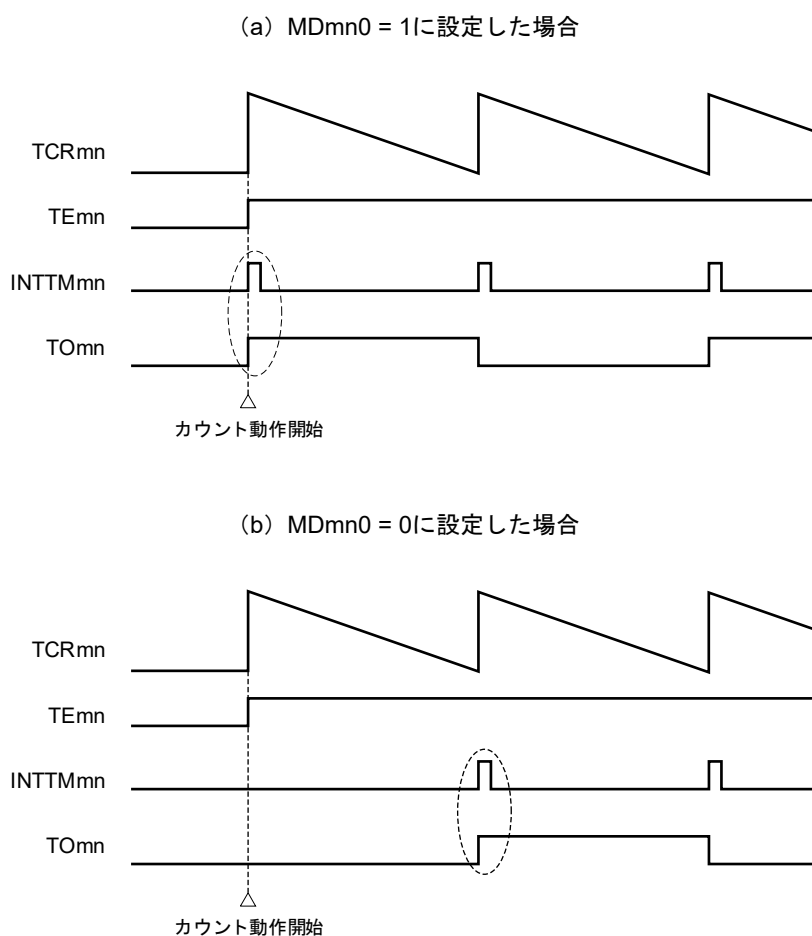 (a) MDmn0 = 1に設定した場合
TCRmn
TEmn
INTTMmn
TOmn
カウント動作開始
(b) MDmn0 = 0に設定した場合
TCRmn
TEmn
INTTMmn
TOmn
カウント動作開始